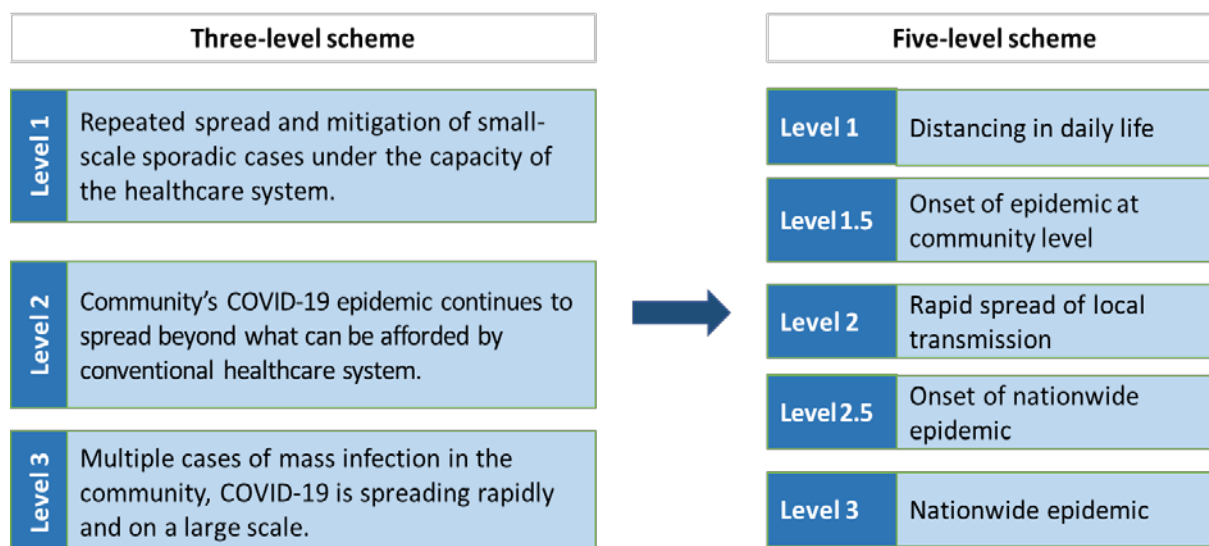 Three-level scheme
Level 1
Repeated spread and mitigation of small-
scale sporadic cases under the capacity of
the healthcare system.
Level 2
Community's COVID-19 epidemic continues to
spread beyond what can be afforded by
conventional healthcare system.
Level 3
Multiple cases of mass infection in the
community, COVID-19 is spreading rapidly
and on a large scale.
Five-level scheme
Level 1
Distancing in daily life
Level 1.5
Onset of epidemic at
community level
Level 2
Rapid spread of local
transmission
Level 2.5
Onset of nationwide
epidemic
Level 3
Nationwide epidemic